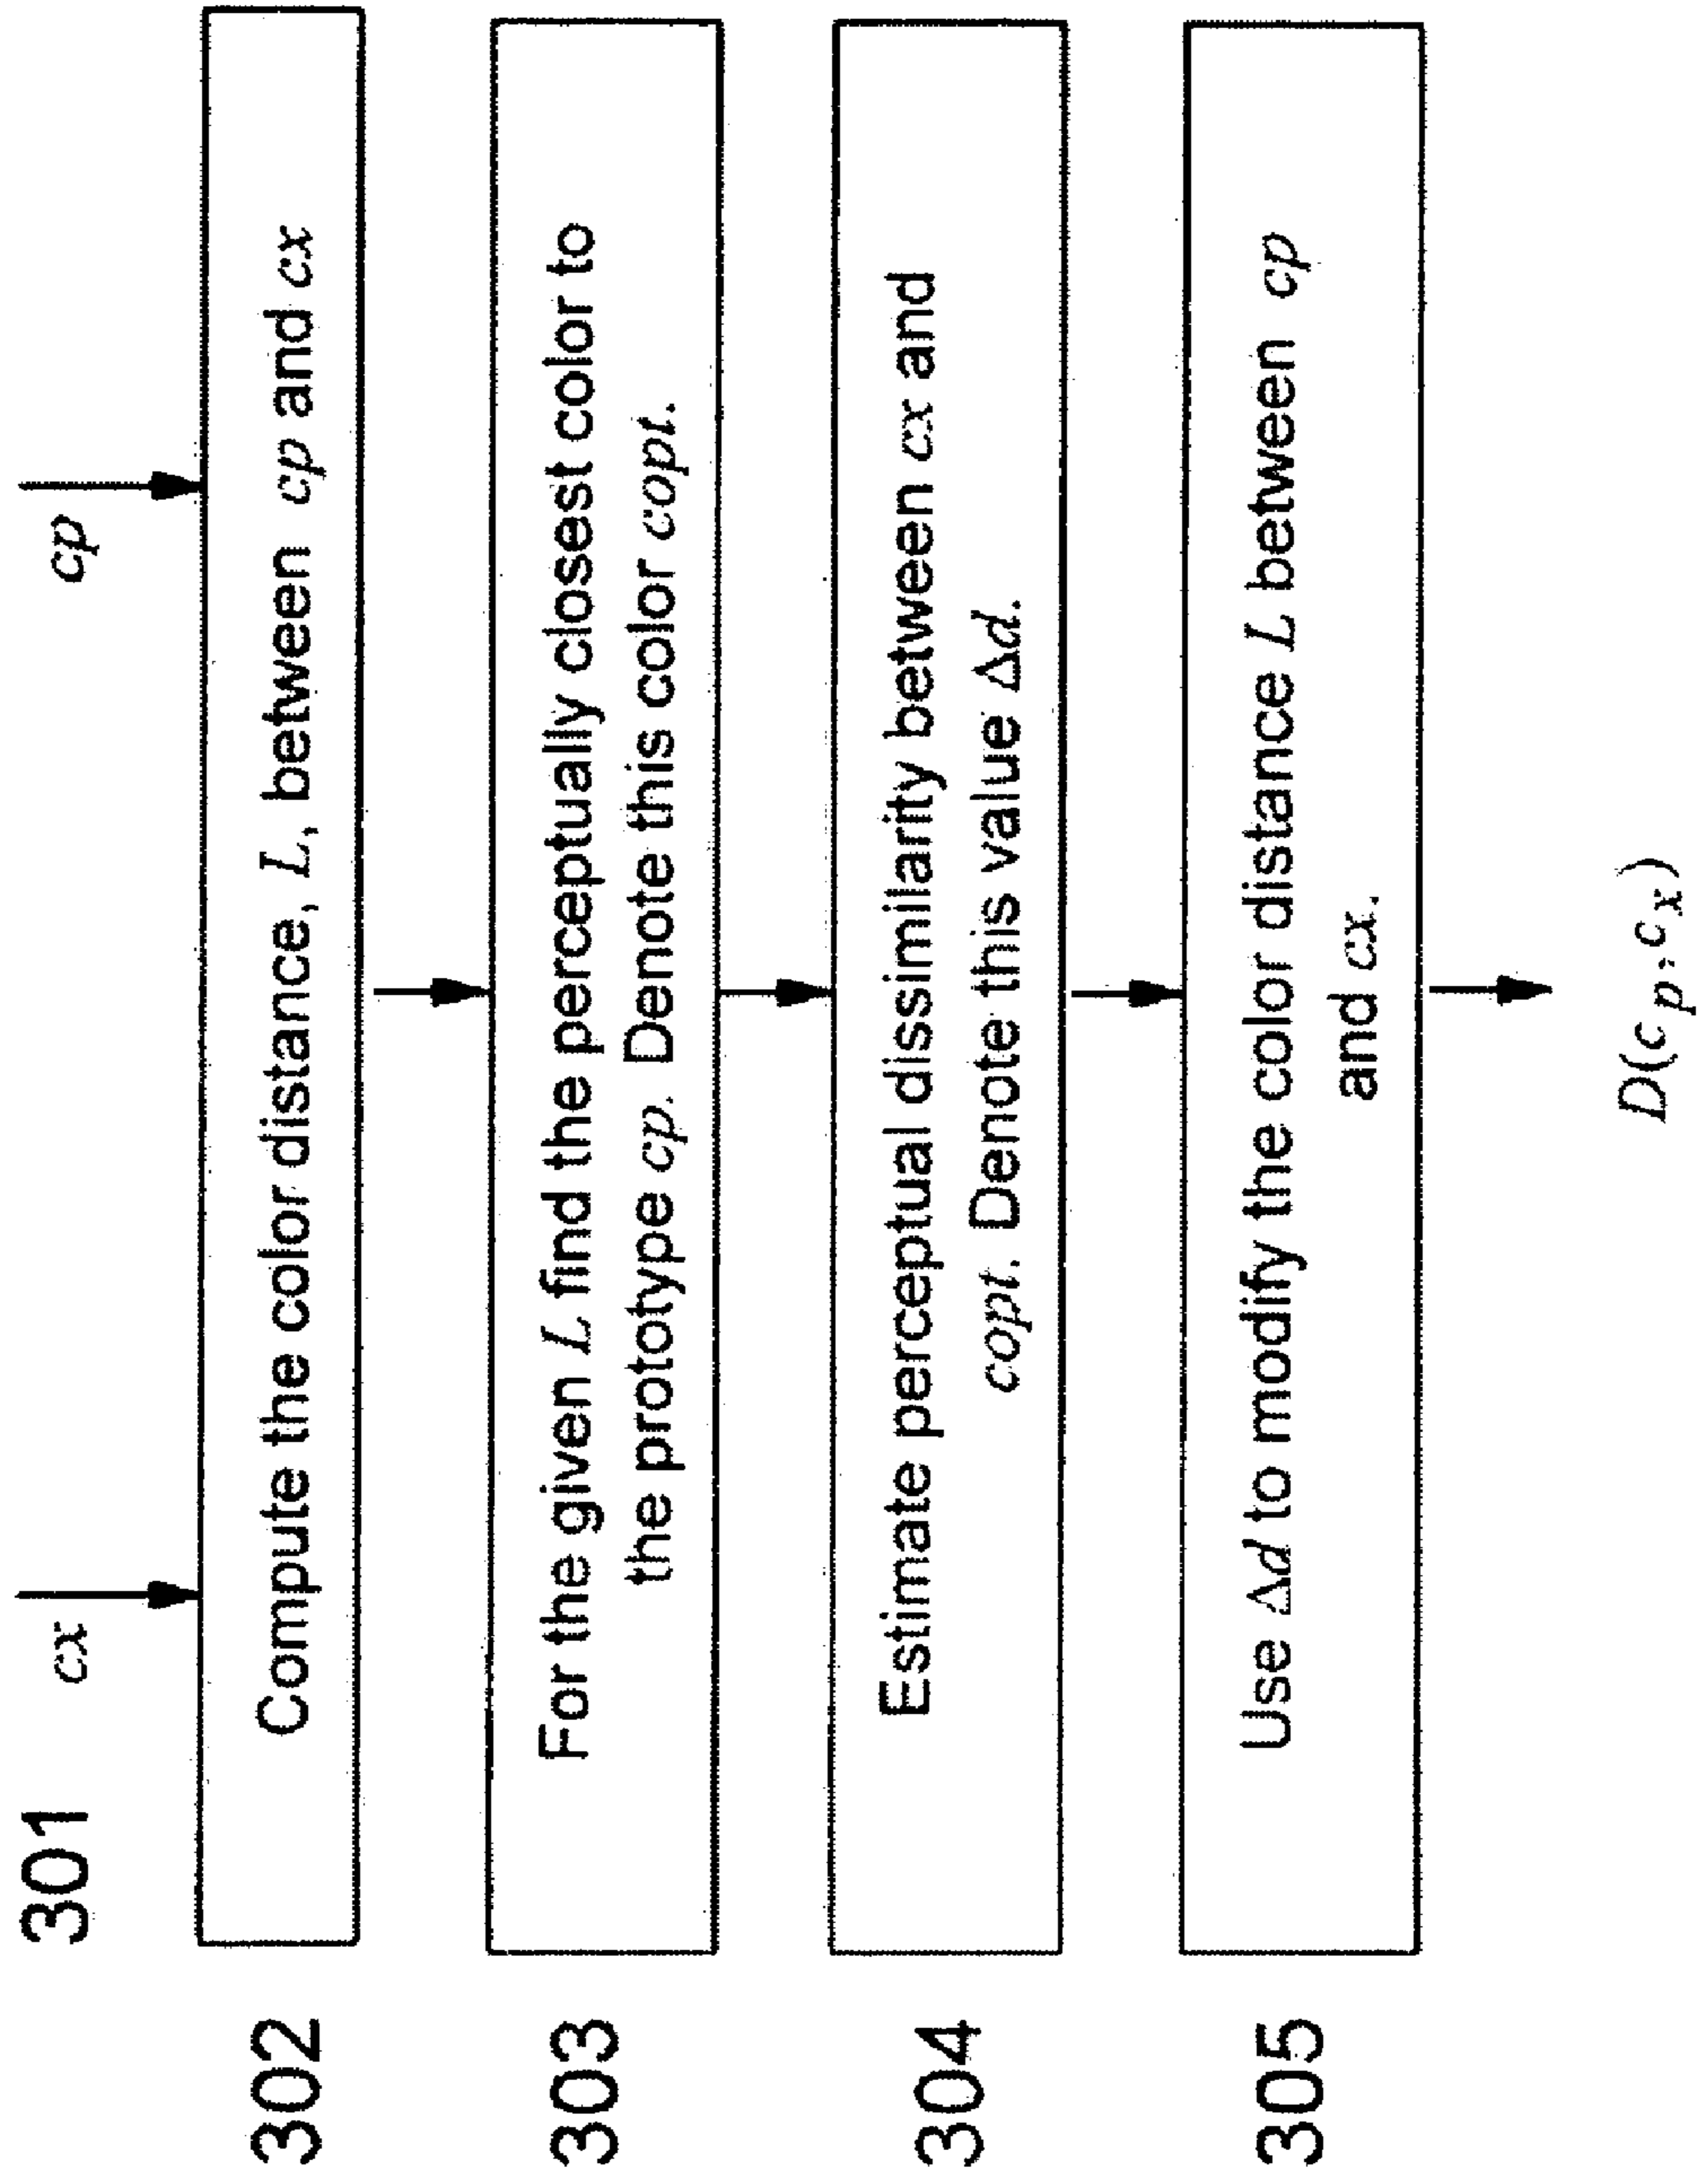 301 cx cp
302 Compute the color distance, L, between cp and cx
303 For the given L find the perceptually closest color to
the prototype cp. Denote this color copt.
304 Estimate perceptual dissimilarity between cx and
copt. Denote this value Δd.
305 Use Δd to modify the color distance L between cp
and cx.
D(c p, c x)